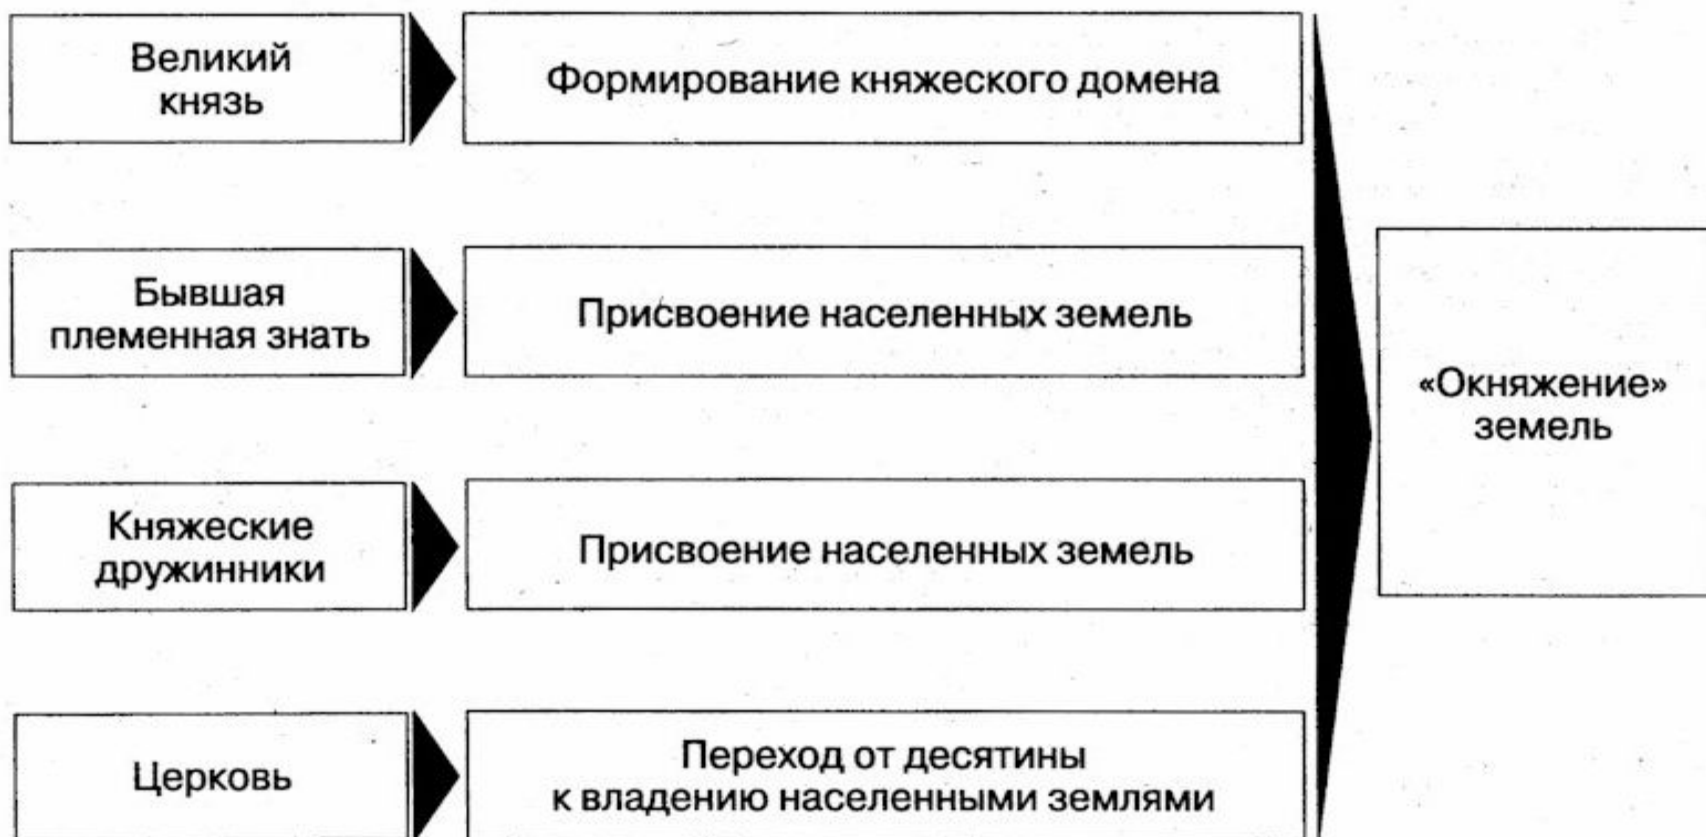 Великий
князь
Формирование княжеского домена
Бывшая
племенная знать
Присвоение населенных земель
Княжеские
дружинники
Присвоение населенных земель
Церковь
Переход от десятины
к владению населенными землями
«Окняжение»
земель